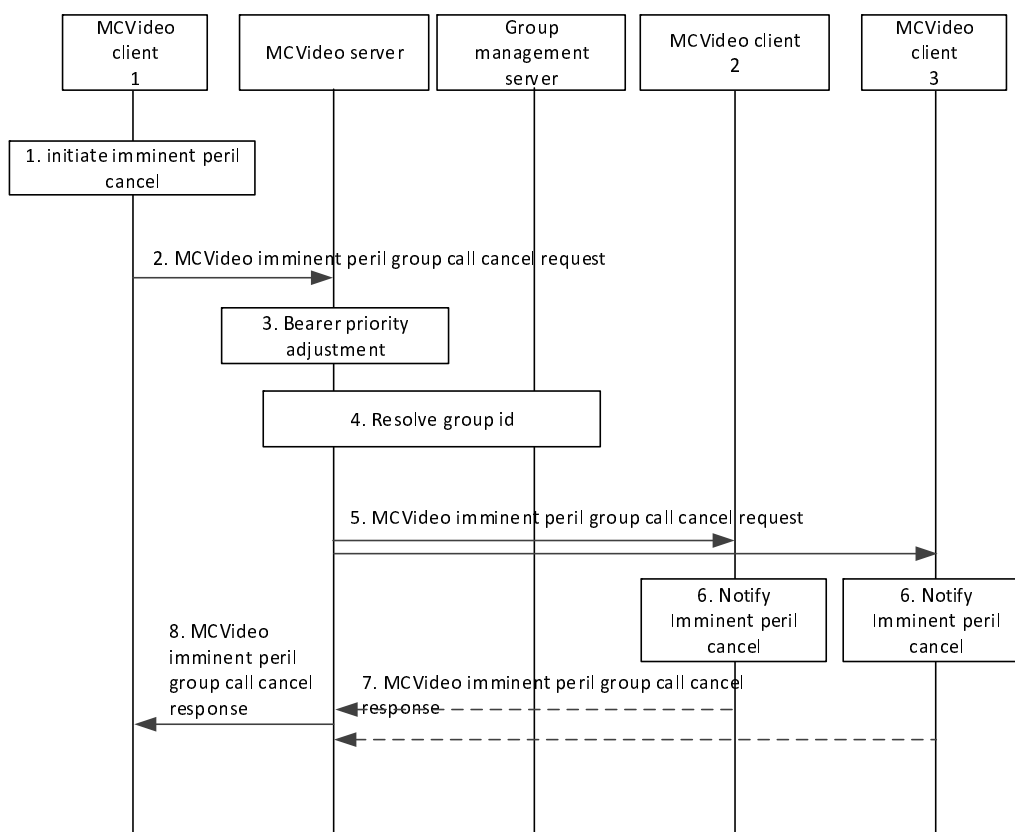 MCVideo
client
1
MCVideo server
Group
management
server
MCVideo client
2
MCVideo
client
3
1. initiate imminent peril
cancel
2. MCVideo imminent peril group call cancel request
3. Bearer priority
adjustment
4. Resolve group id
5. MCVideo imminent peril group call cancel request
6. Notify
Imminent peril
cancel
6. Notify
Imminent peril
cancel
8. MCVideo
imminent peril
group call cancel
response
7. MCVideo imminent peril group call cancel
response